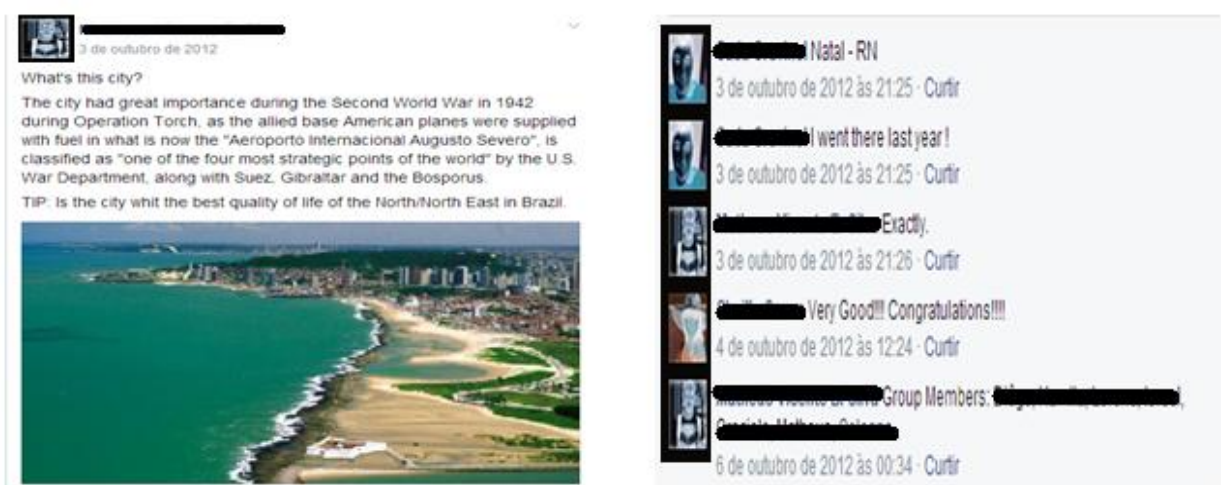 3 de outubro de 2012
What's this city?
The city had great importance during the Second World War in 1942
during Operation Torch, as the allied base American planes were supplied
with fuel in what is now the "Aeroporto Internacional Augusto Severo", is
classified as "one of the four most strategic points of the world" by the U.S.
War Department, along with Suez, Gibraltar and the Bosporus.
TIP: Is the city whit the best quality of life of the North/North East in Brazil.
Natal - RN
3 de outubro de 2012 às 21:25 · Curtir
I went there last year !
3 de outubro de 2012 às 21:25 · Curtir
Exactly.
3 de outubro de 2012 às 21:26 · Curtir
Very Good!!! Congratulations!!!!
4 de outubro de 2012 às 12:24 · Curtir
Group Members:
6 de outubro de 2012 às 00:34 · Curtir